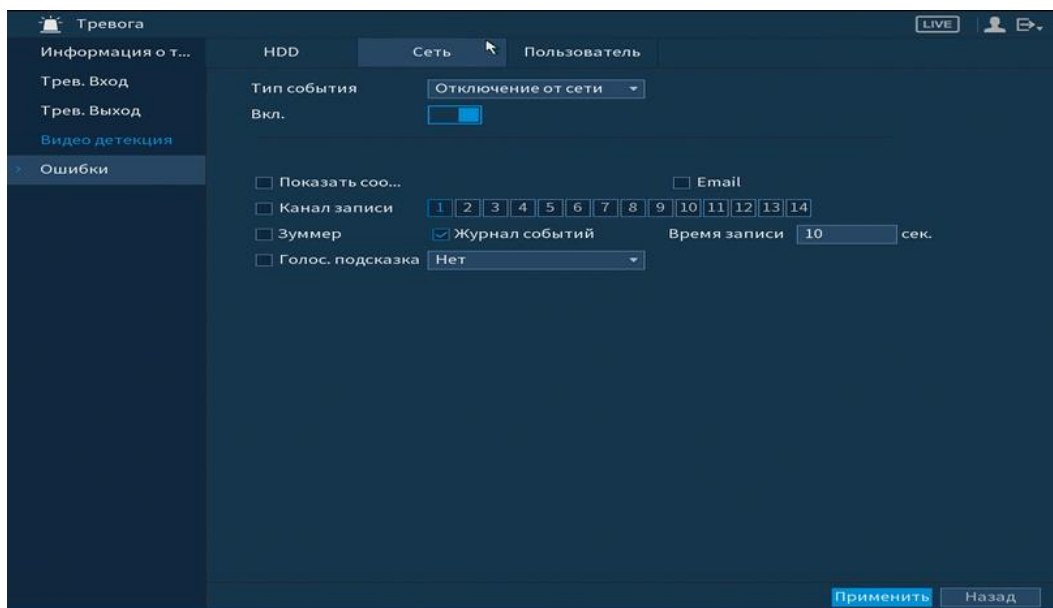 Тревога LIVE
Информация о т... HDD Сеть Пользователь
Трев. Вход Тип события Отключение от сети
Трев. Выход Вкл.
Видео детекция
Ошибки
Показать соо... Email
Канал записи 1 2 3 4 5 6 7 8 9 10 11 12 13 14
Зуммер Журнал событий Время записи 10 сек.
Голос. подсказка Нет
Применить Назад